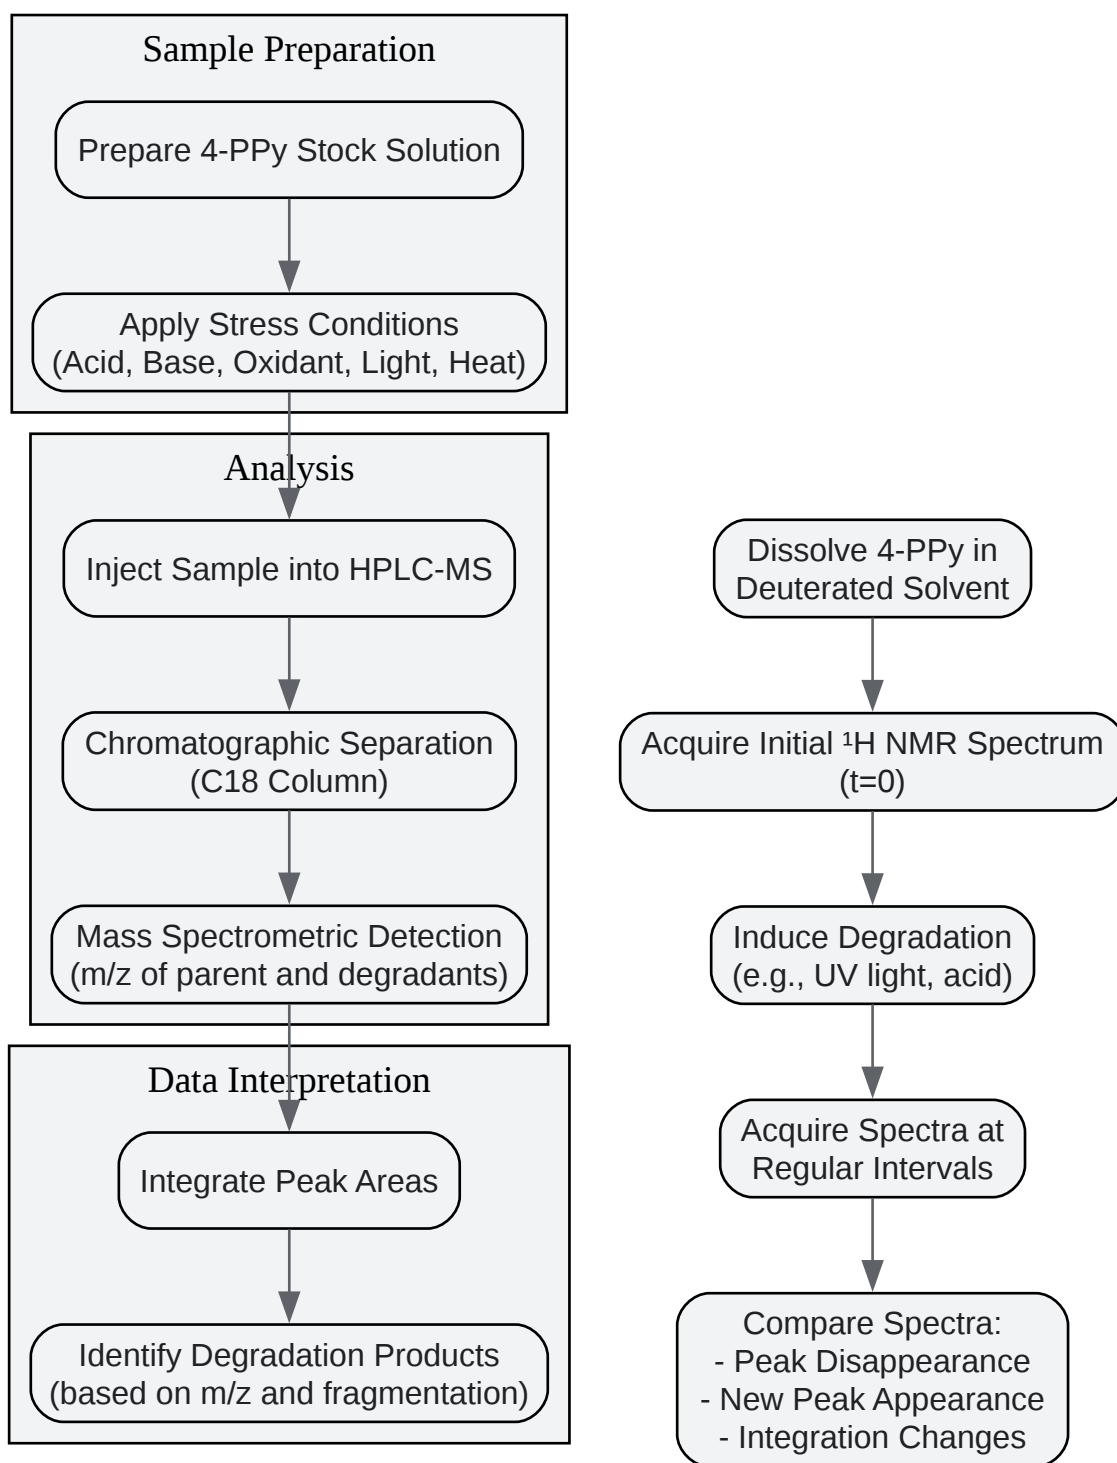 Sample Preparation
Prepare 4-PPy Stock Solution
Apply Stress Conditions
(Acid, Base, Oxidant, Light, Heat)
Analysis
Inject Sample into HPLC-MS
Chromatographic Separation
(C18 Column)
Mass Spectrometric Detection
(m/z of parent and degradants)
Data Interpretation
Integrate Peak Areas
Identify Degradation Products
(based on m/z and fragmentation)
Dissolve 4-PPy in
Deuterated Solvent
Acquire Initial ¹H NMR Spectrum
(t=0)
Induce Degradation
(e.g., UV light, acid)
Acquire Spectra at
Regular Intervals
Compare Spectra:
- Peak Disappearance
- New Peak Appearance
- Integration Changes